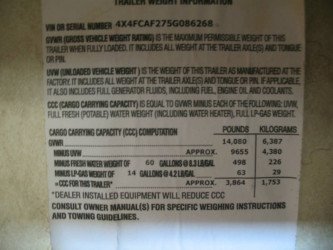 TRAILER WEIGHT INFORMATION
VIN OR SERIAL NUMBER 4X4FCAF275G086268
GVWR (GROSS VEHICLE WEIGHT RATING) IS THE MAXIMUM PERMISSIBLE WEIGHT OF THIS
TRAILER WHEN FULLY LOADED. IT INCLUDES ALL WEIGHT AT THE TRAILER AXLE(S) AND TONGUE
OR PIN.
UVW (UNLOADED VEHICLE WEIGHT) IS THE WEIGHT OF THIS TRAILER AS MANUFACTURED AT THE
FACTORY. IT INCLUDES ALL WEIGHT AT TRAILER AXLE(S) AND TONGUE OR PIN. IF APPLICABLE,
IT ALSO INCLUDES FULL GENERATOR FLUIDS, INCLUDING FUEL, ENGINE OIL AND COOLANTS.
CCC (CARGO CARRYING CAPACITY) IS EQUAL TO GVWR MINUS EACH OF THE FOLLOWING: UVW,
FULL FRESH (POTABLE) WATER WEIGHT (INCLUDING WATER HEATER), FULL LP-GAS WEIGHT.
CARGO CARRYING CAPACITY (CCC) COMPUTATION POUNDS KILOGRAMS
GVWR 14,080 6,387
MINUS UVW APPROX. 9655 4,380
MINUS FRESH WATER WEIGHT OF 60 GALLONS @ 8.3 LB/GAL 498 226
MINUS LP-GAS WEIGHT OF 14 GALLONS @ 4.2 LB/GAL 63 29
=CCC FOR THIS TRAILER* APPROX. 3,864 1,753
*DEALER INSTALLED EQUIPMENT WILL REDUCE CCC
CONSULT OWNER MANUAL(S) FOR SPECIFIC WEIGHING INSTRUCTIONS
AND TOWING GUIDELINES.